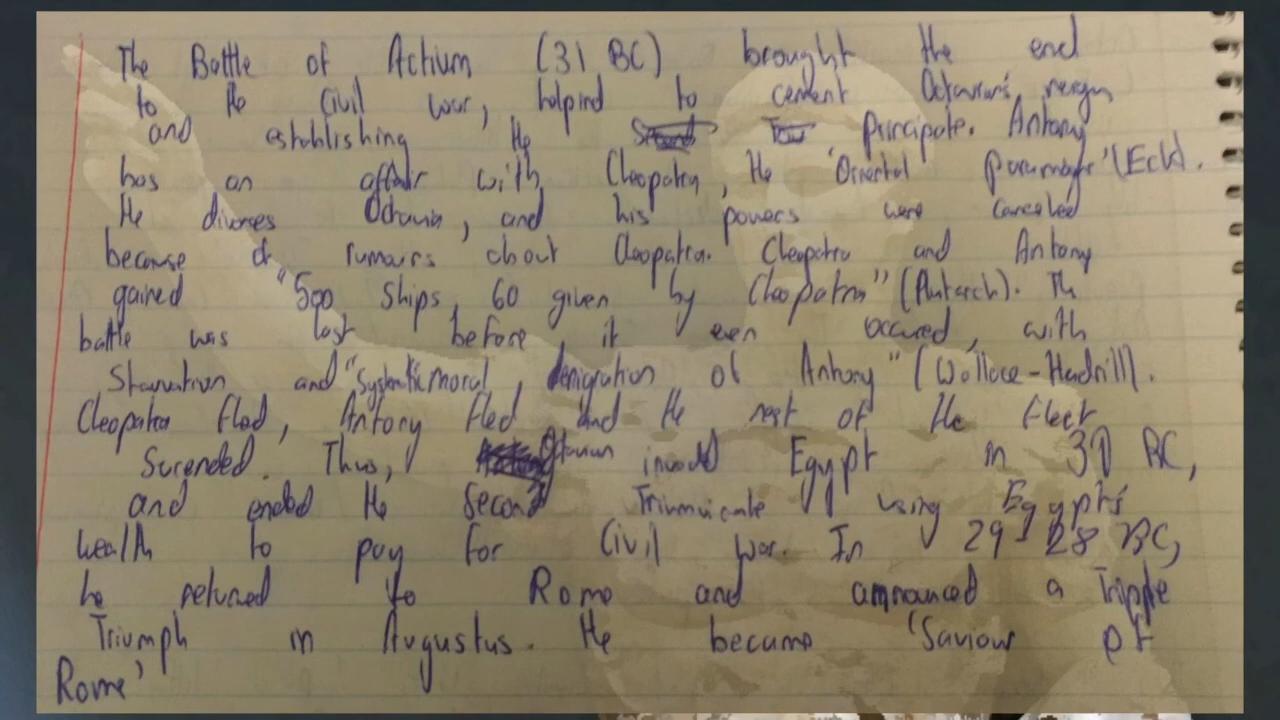 The Battle of Actium (31 BC) brought the end
to the Civil war, helpind to cement Octavian's reign
and establishing the principate. Antony
has an affair with Cleopatra, the 'Oriental paramour' (Eck).
He divorces Octavia, and his powers were canceled
because of rumours about Cleopatra. Cleopatra and Antony
gained "500 ships, 60 given by Cleopatra" (Plutarch). The
battle was lost before it even occured, with
Starvation and "Systematic moral denigration of Antony" (Wallace-Hadrill).
Cleopatra fled, Antony fled and the rest of the fleet
Surended. Thus, Octavian invaded Egypt in 30 BC,
and ended the Second Triumvirate using Egypt's
wealth to pay for Civil war. In 29-28 BC,
he returned to Rome and announced a Tripple
Triumph in Augustus. He became 'Saviour of
Rome'